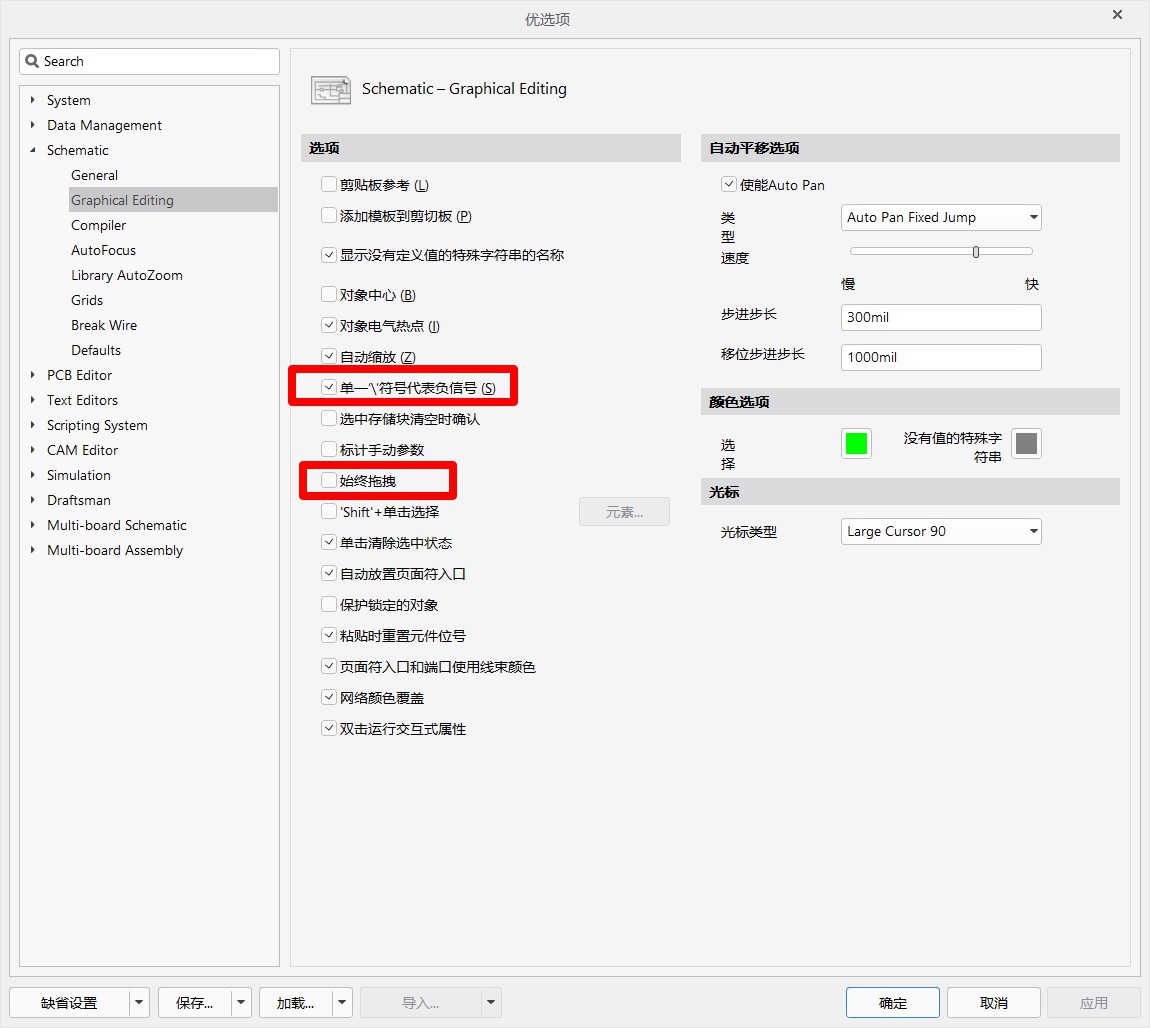 优选项
Search
System
Data Management
Schematic
General
Graphical Editing
Compiler
AutoFocus
Library AutoZoom
Grids
Break Wire
Defaults
PCB Editor
Text Editors
Scripting System
CAM Editor
Simulation
Draftsman
Multi-board Schematic
Multi-board Assembly
Schematic – Graphical Editing
选项
剪贴板参考 (L)
添加模板到剪切板 (P)
显示没有定义值的特殊字符串的名称
对象中心 (B)
对象电气热点 (I)
自动缩放 (Z)
单一'\'符号代表负信号 (S)
选中存储块清空时确认
标计手动参数
始终拖拽
'Shift'+单击选择
元素...
单击清除选中状态
自动放置页面符入口
保护锁定的对象
粘贴时重置元件位号
页面符入口和端口使用线束颜色
网络颜色覆盖
双击运行交互式属性
自动平移选项
使能Auto Pan
类
型
Auto Pan Fixed Jump
速度
慢 快
步进步长
300mil
移位步进步长
1000mil
颜色选项
选
择
没有值的特殊字
符串
光标
光标类型
Large Cursor 90
缺省设置
保存...
加载...
导入...
确定
取消
应用